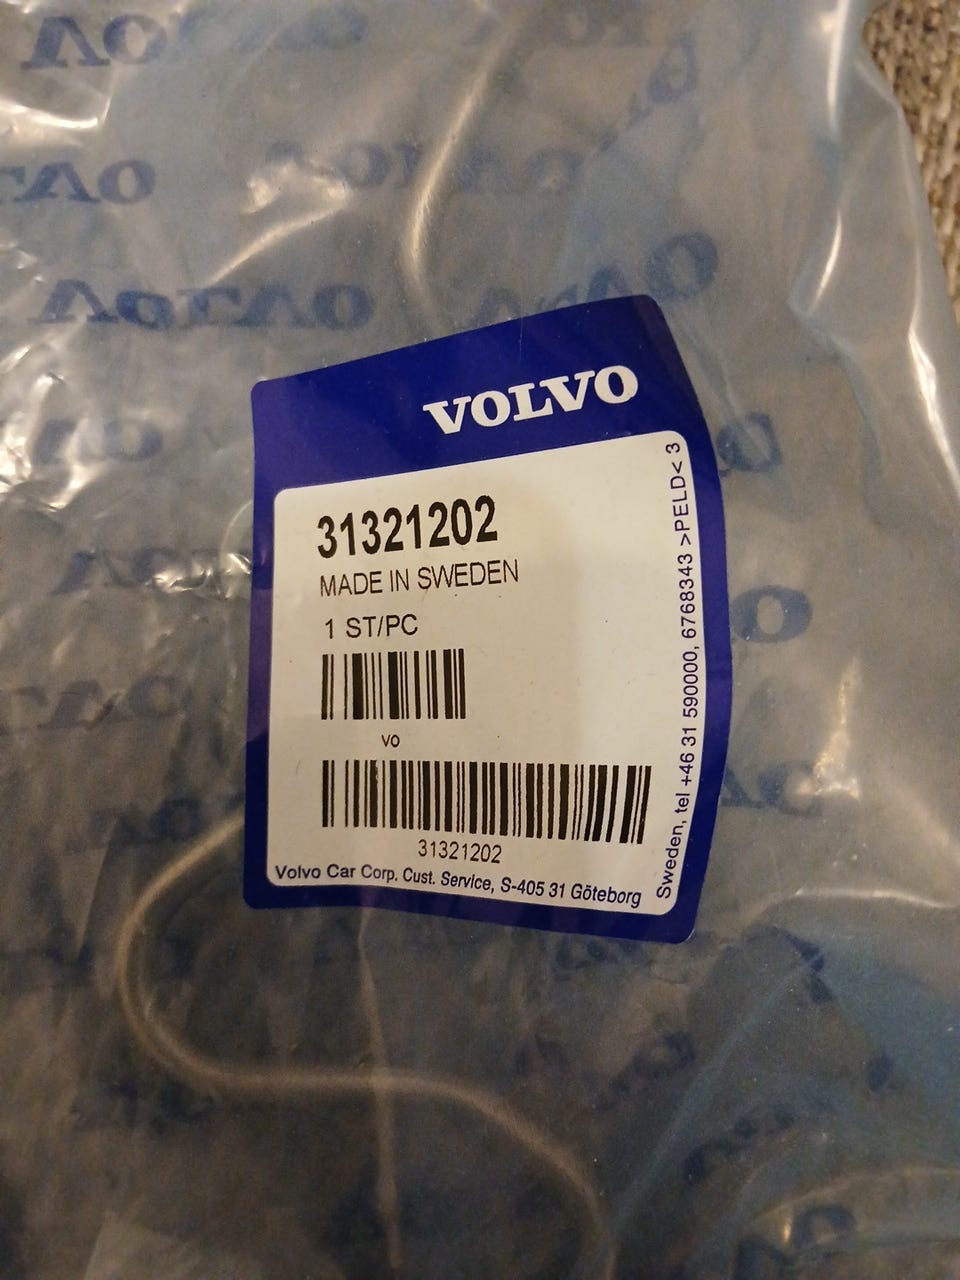 VOLVO
31321202
MADE IN SWEDEN
1 ST/PC
VO
31321202
Volvo Car Corp. Cust. Service, S-405 31 Göteborg
Sweden, tel +46 31 590000, 6768343 >PELD< 3